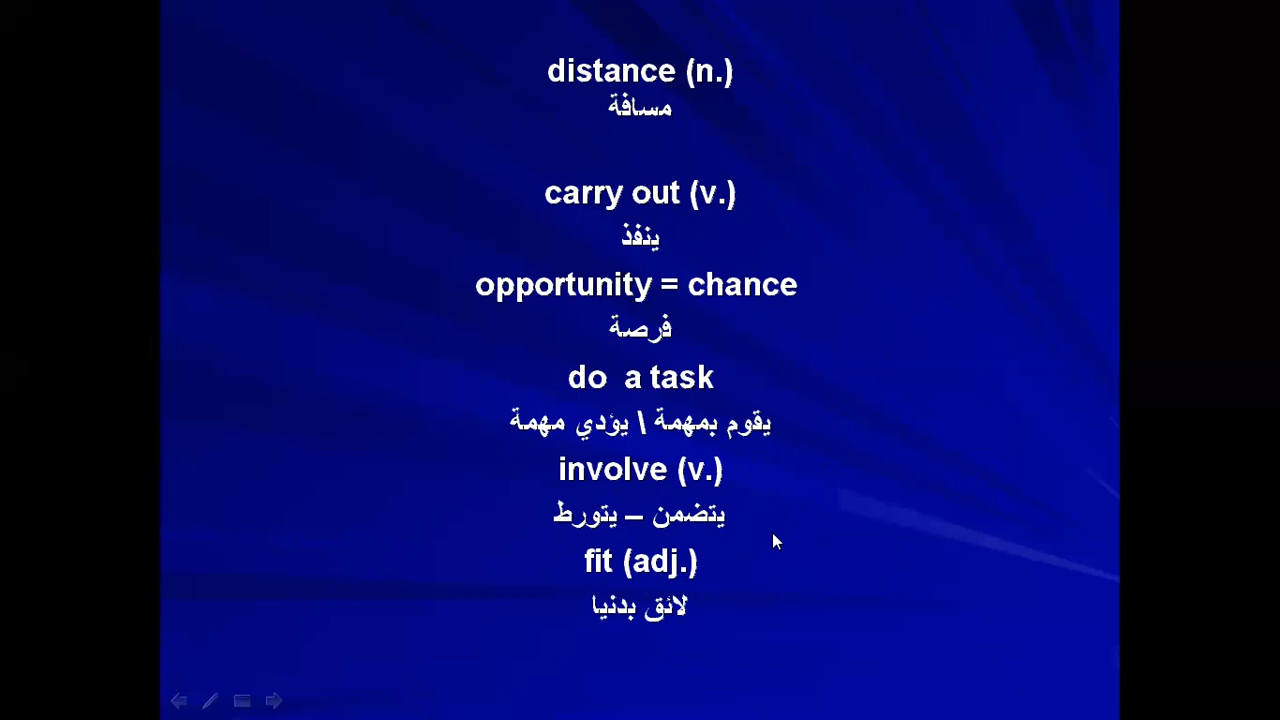 distance (n.)
مسافة
carry out (v.)
ينفذ
opportunity = chance
فرصة
do a task
يقوم بمهمة \ يؤدي مهمة
involve (v.)
يتضمن – يتورط
fit (adj.)
لائق بدنيا